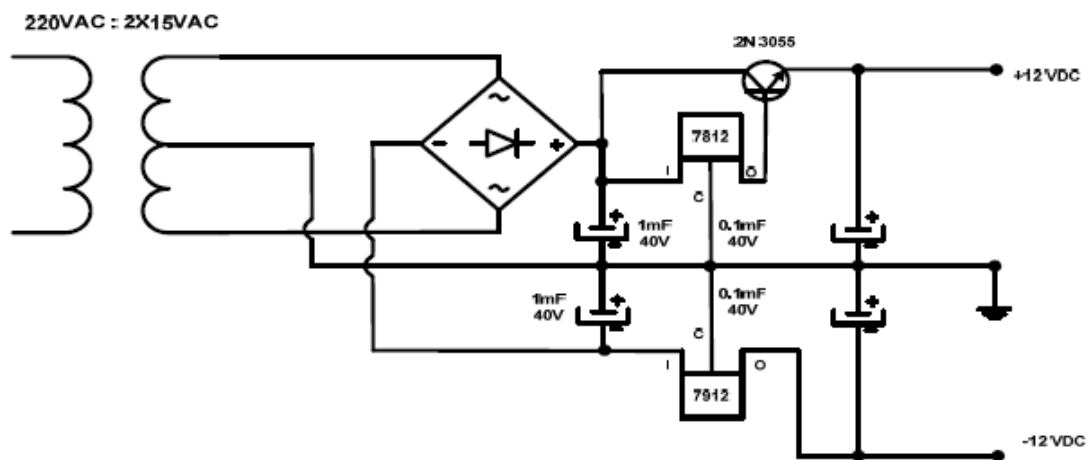 220VAC : 2X15VAC
2N3055
+12VDC
~
- +
~
7812
I O
C
+
1mF
40V
-
0.1mF
40V
+
-
+
1mF
40V
-
0.1mF
40V
+
-
C
I O
7912
-12VDC